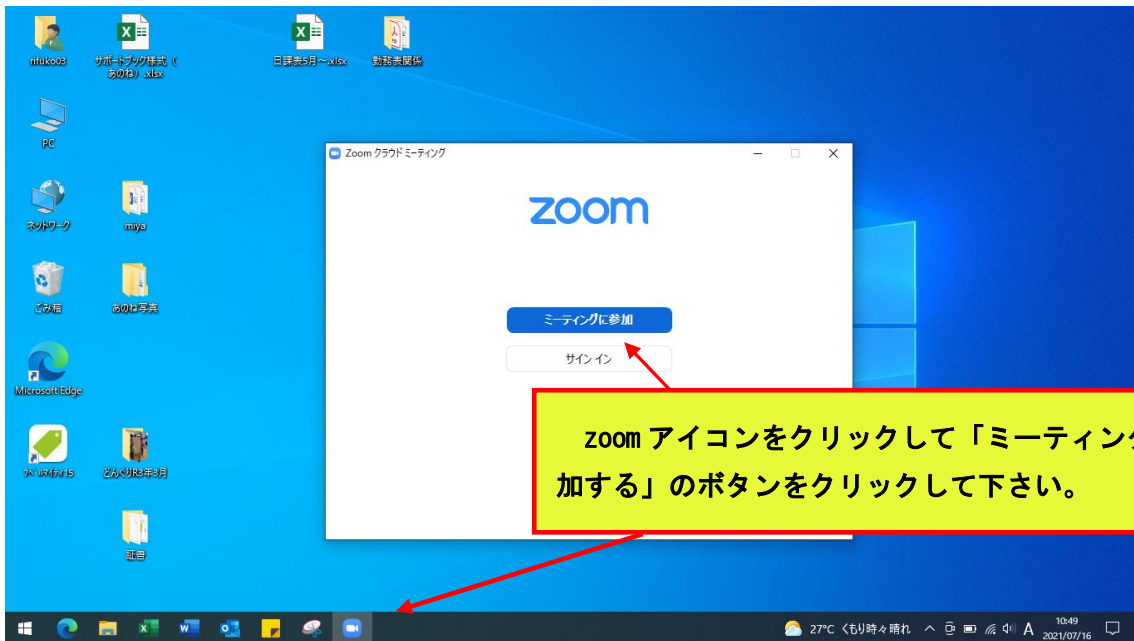 rifuko03
サポートブック様式（あのね）.xlsx
日課表5月～.xlsx
勤務表関係
PC
Zoom クラウド ミーティング
zoom
ネットワーク
miya
ごみ箱
あのね写真
ミーティングに参加
サイン イン
Microsoft Edge
zoom アイコンをクリックして「ミーティング
加する」のボタンをクリックして下さい。
どんぐりR3年3月
27°C くもり時々晴れ
A
10:49
2021/07/16